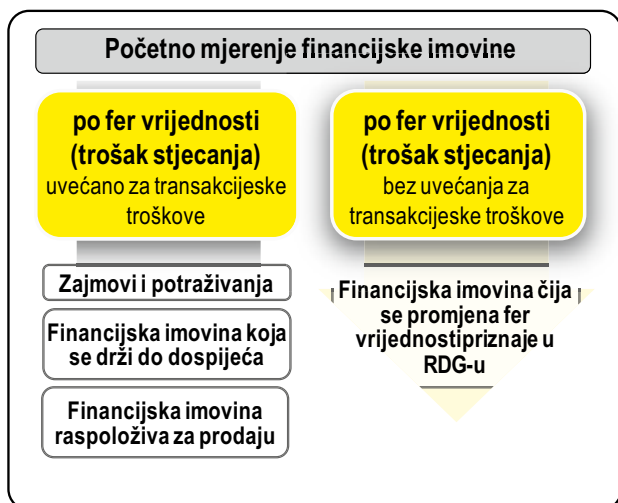 Početno mjerenje financijske imovine
po fer vrijednosti
(trošak stjecanja)
uvećano za transakcijeske
troškove
po fer vrijednosti
(trošak stjecanja)
bez uvećanja za
transakcijeske troškove
Zajmovi i potraživanja
Financijska imovina koja
se drži do dospijeća
Financijska imovina
raspoloživa za prodaju
Financijska imovina čija
se promjena fer
vrijednostipriznaje u
RDG-u